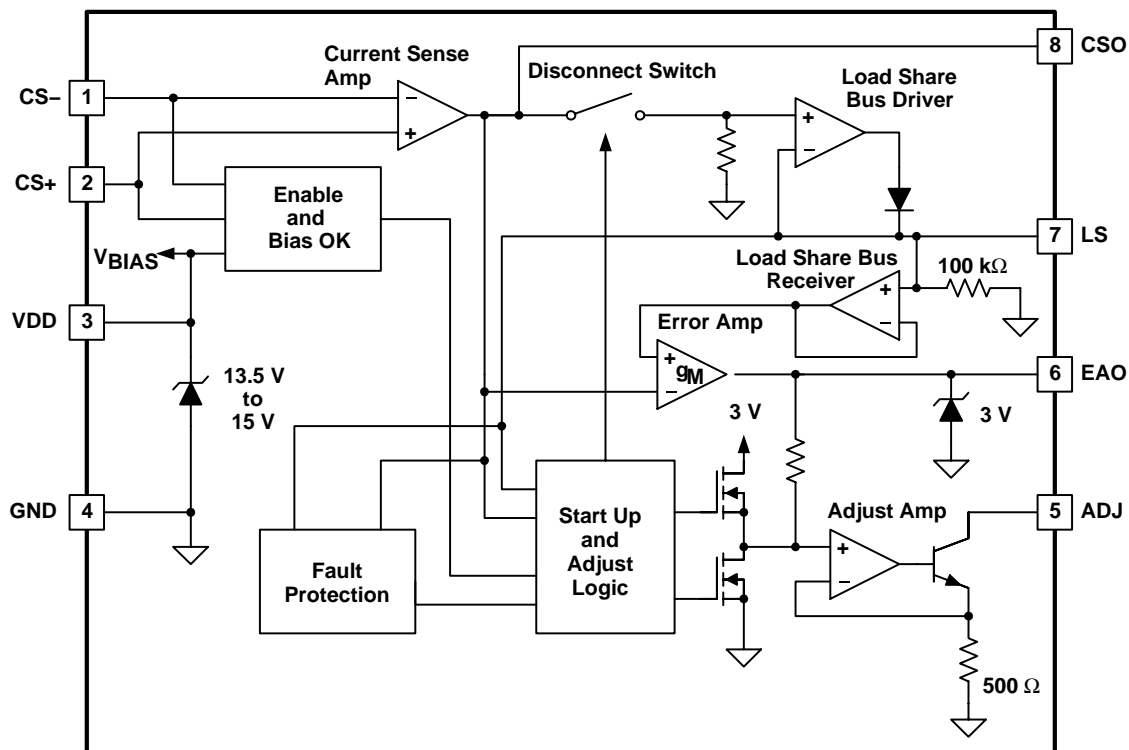 8 CSO
Current Sense
Amp
Disconnect Switch
Load Share
Bus Driver
CS– 1
–
+
+
–
CS+ 2
Enable
and
Bias OK
VBIAS
7 LS
Load Share Bus
Receiver
100 kΩ
+
–
VDD 3
Error Amp
+
gM
–
6 EAO
13.5 V
to
15 V
3 V
3 V
GND 4
Start Up
and
Adjust
Logic
Adjust Amp
5 ADJ
+
–
Fault
Protection
500 Ω